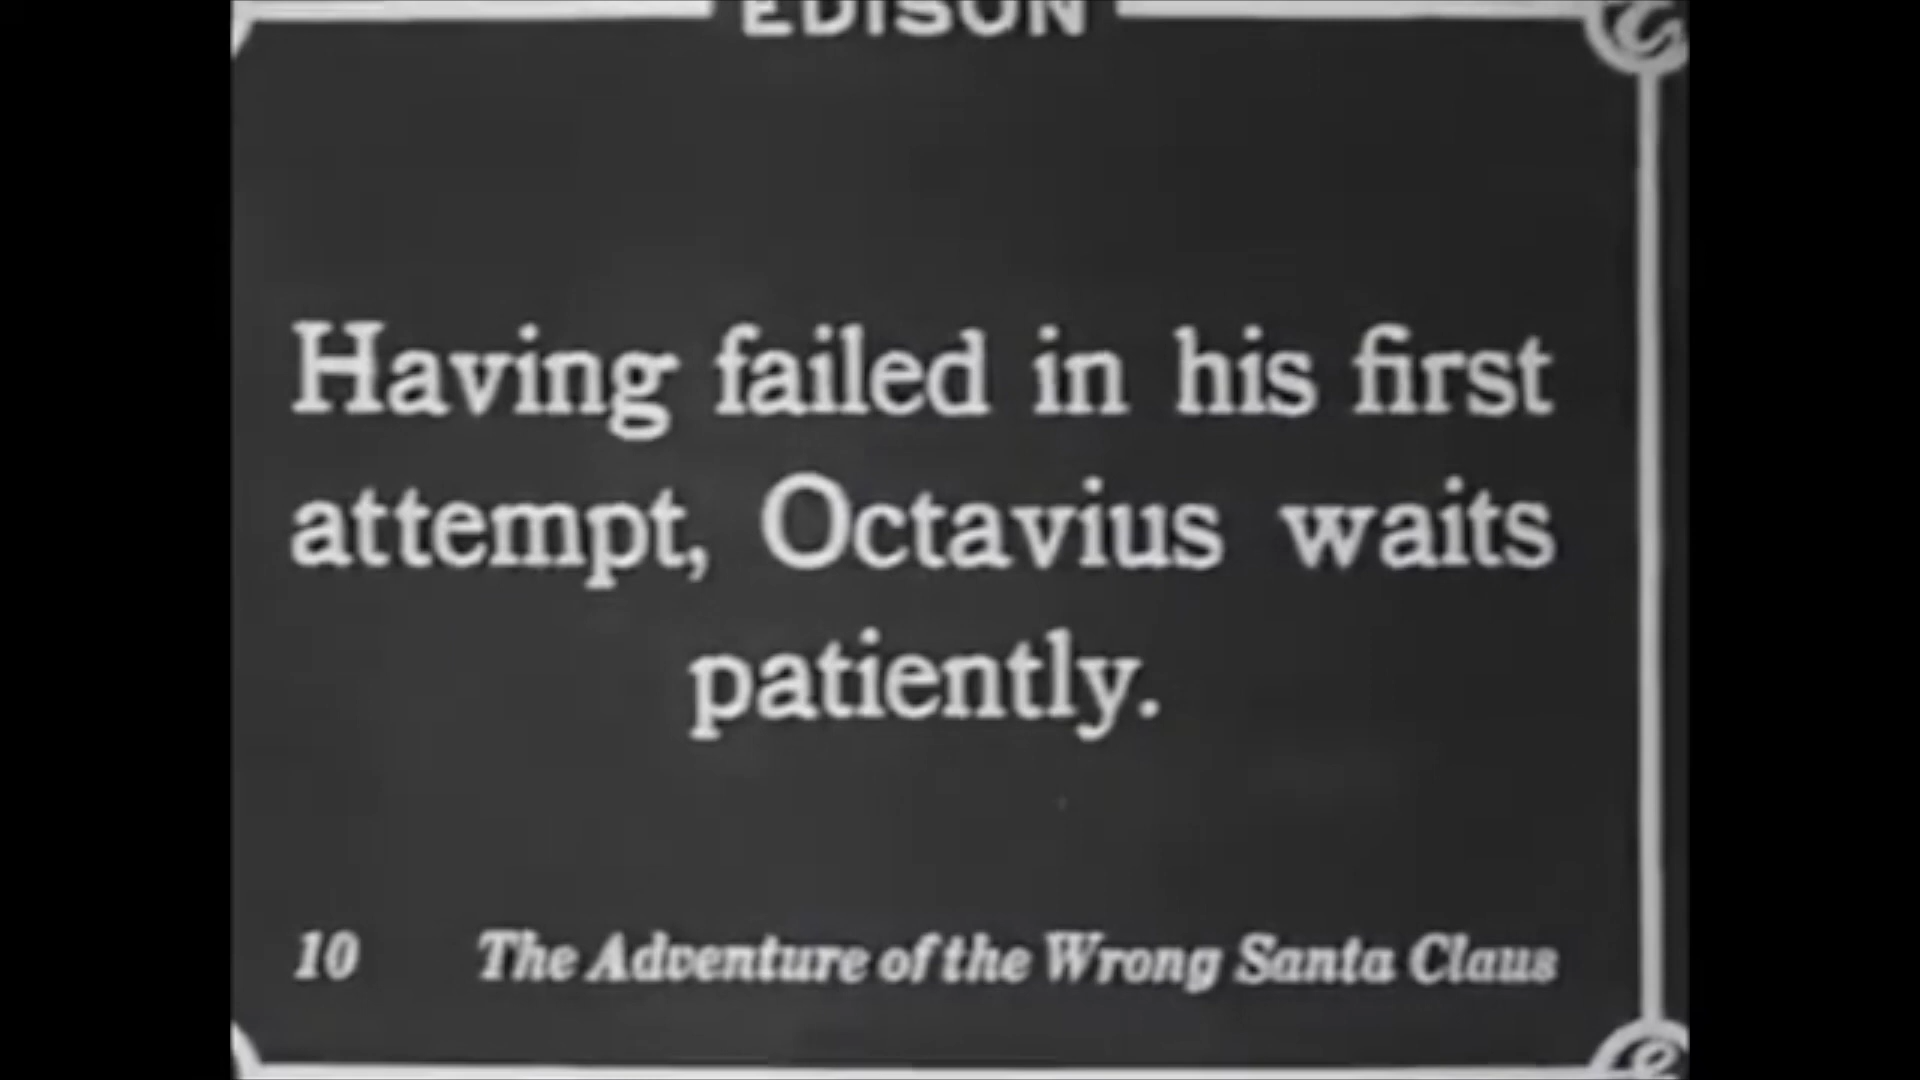 EDISON
Having failed in his first
attempt, Octavius waits
patiently.
10 The Adventure of the Wrong Santa Claus